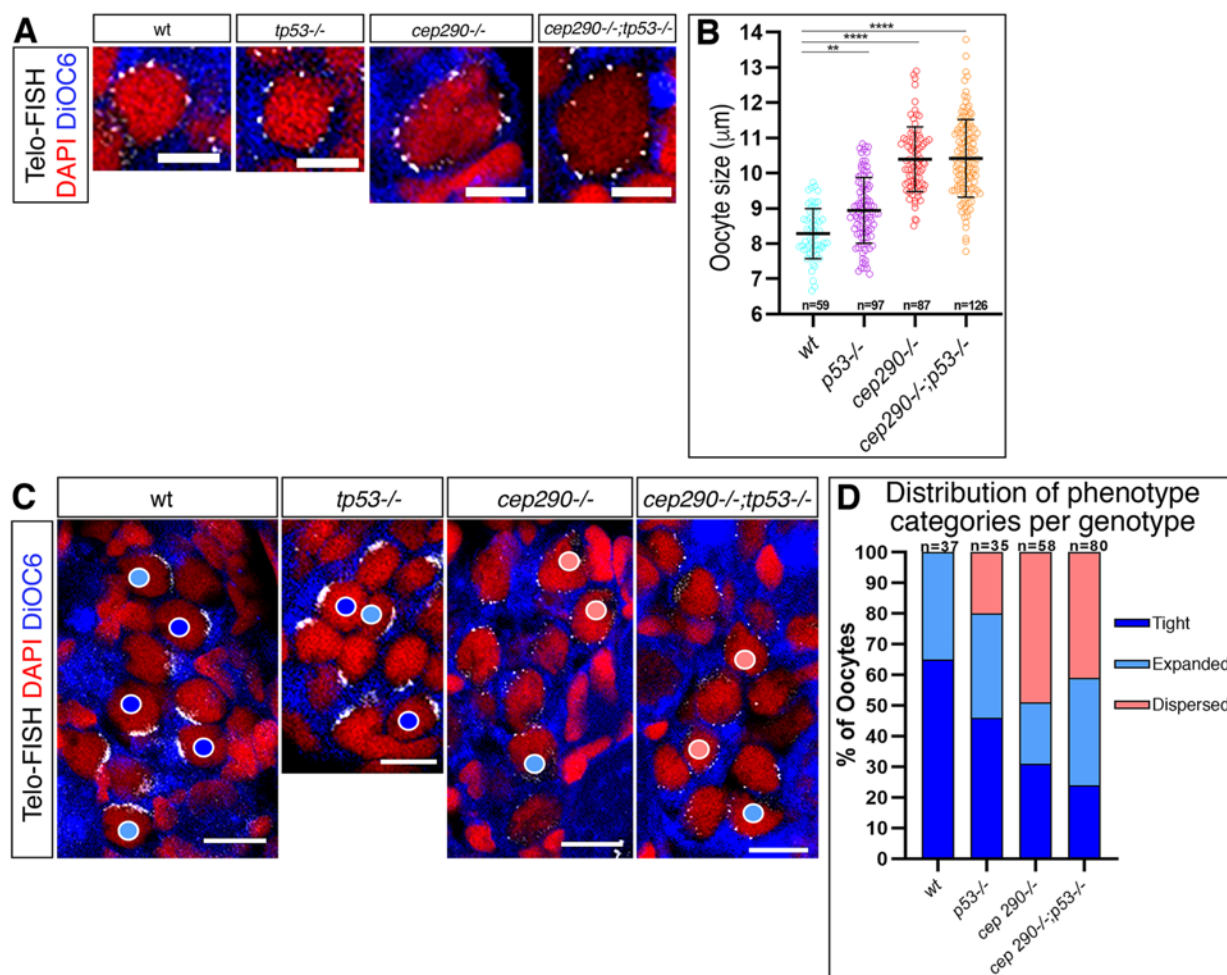 A
wt
tp53-/-
cep290-/-
cep290-/-;tp53-/-
Telo-FISH
DAPI DiOC6
B
****
****
**
Oocyte size (μm)
14
13
12
11
10
9
8
7
6
n=59
n=97
n=87
n=126
wt
p53-/-
cep290-/-
cep290-/-;p53-/-
C
wt
tp53-/-
cep290-/-
cep290-/-;tp53-/-
Telo-FISH DAPI DiOC6
D
Distribution of phenotype
categories per genotype
n=37
n=35
n=58
n=80
% of Oocytes
100
90
80
70
60
50
40
30
20
10
0
Tight
Expanded
Dispersed
wt
p53-/-
cep 290-/-
cep 290-/-;p53-/-